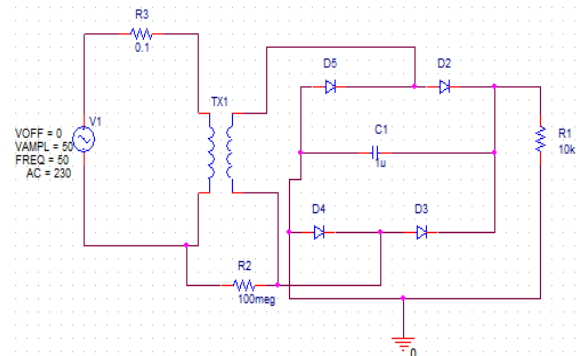 R3
0.1
D5
D2
TX1
V1
VOFF = 0
VAMPL = 50
FREQ = 50
AC = 230
C1
1u
R1
10k
D4
D3
R2
100meg
0